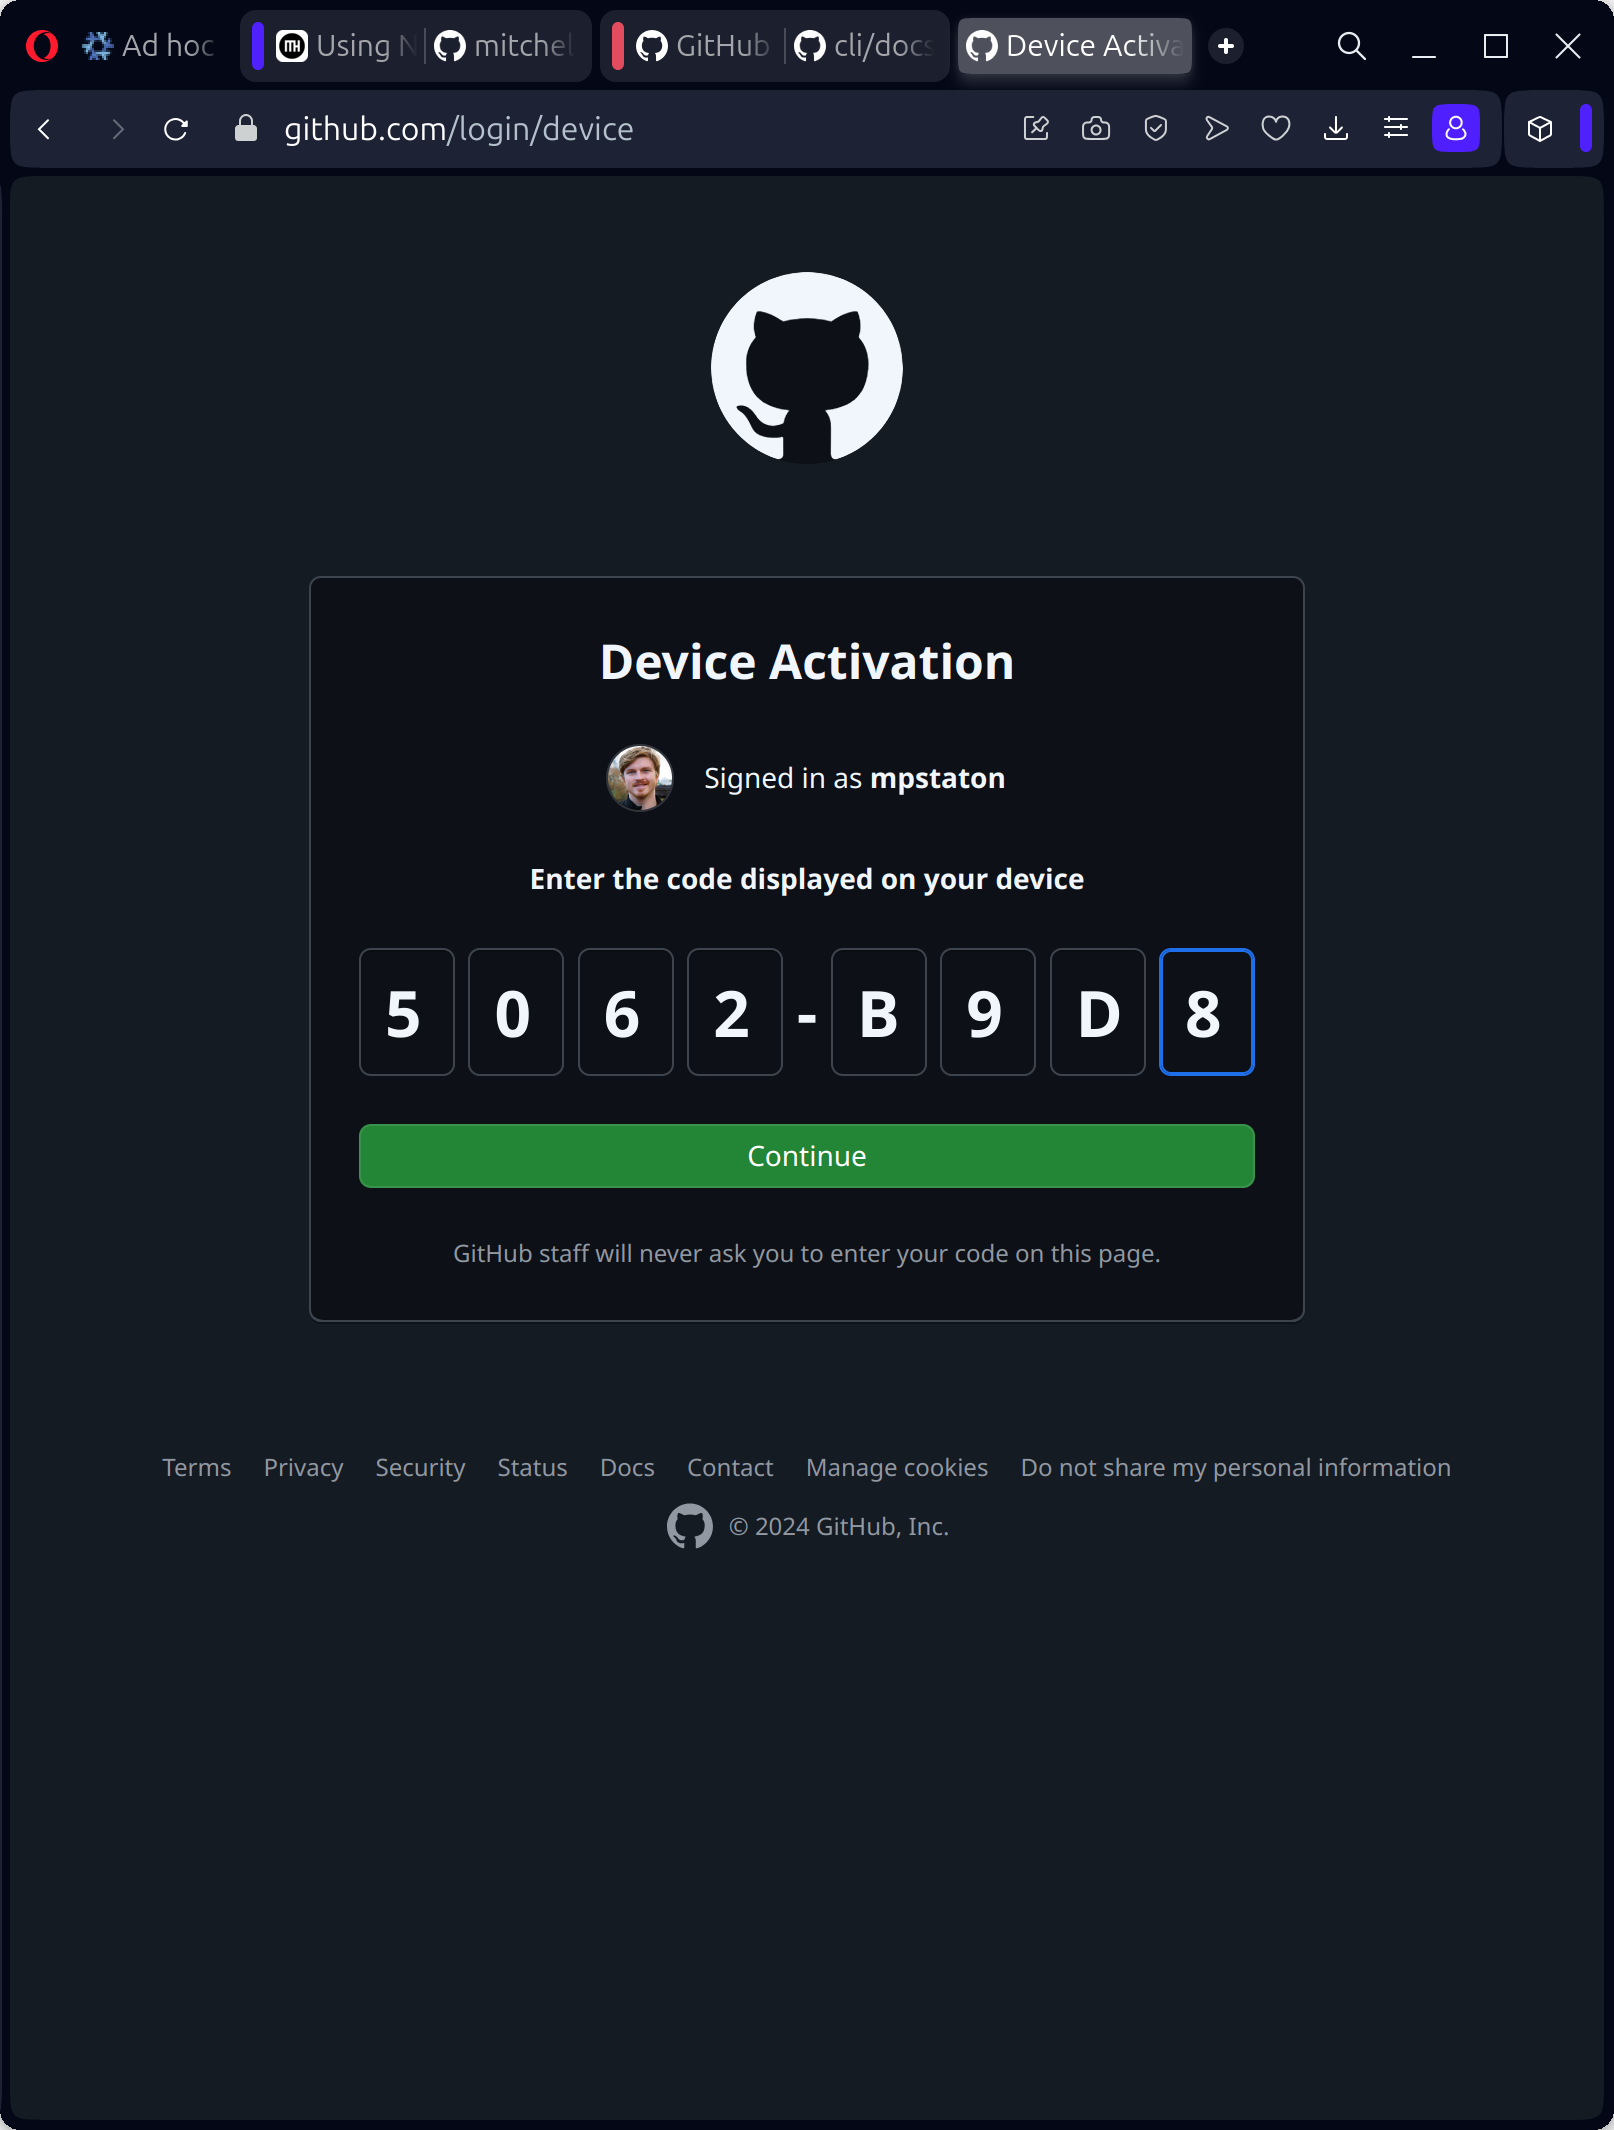 Ad hoc
Using N
mitchel
GitHub
cli/docs
Device Activa
github.com/login/device
Device Activation
Signed in as mpstaton
Enter the code displayed on your device
5 0 6 2 - B 9 D 8
Continue
GitHub staff will never ask you to enter your code on this page.
Terms Privacy Security Status Docs Contact Manage cookies Do not share my personal information
© 2024 GitHub, Inc.